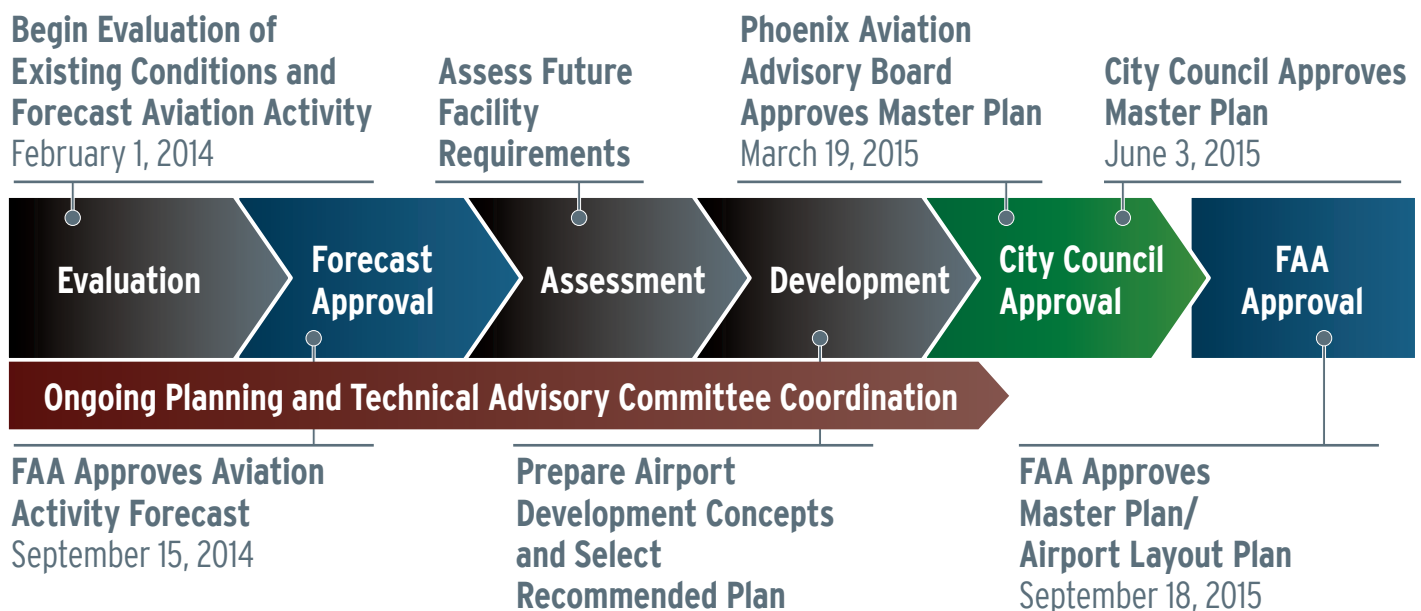 Begin Evaluation of
Existing Conditions and
Forecast Aviation Activity
February 1, 2014
Assess Future
Facility
Requirements
Phoenix Aviation
Advisory Board
Approves Master Plan
March 19, 2015
City Council Approves
Master Plan
June 3, 2015
Evaluation
Forecast
Approval
Assessment
Development
City Council
Approval
FAA
Approval
Ongoing Planning and Technical Advisory Committee Coordination
FAA Approves Aviation
Activity Forecast
September 15, 2014
Prepare Airport
Development Concepts
and Select
Recommended Plan
FAA Approves
Master Plan/
Airport Layout Plan
September 18, 2015